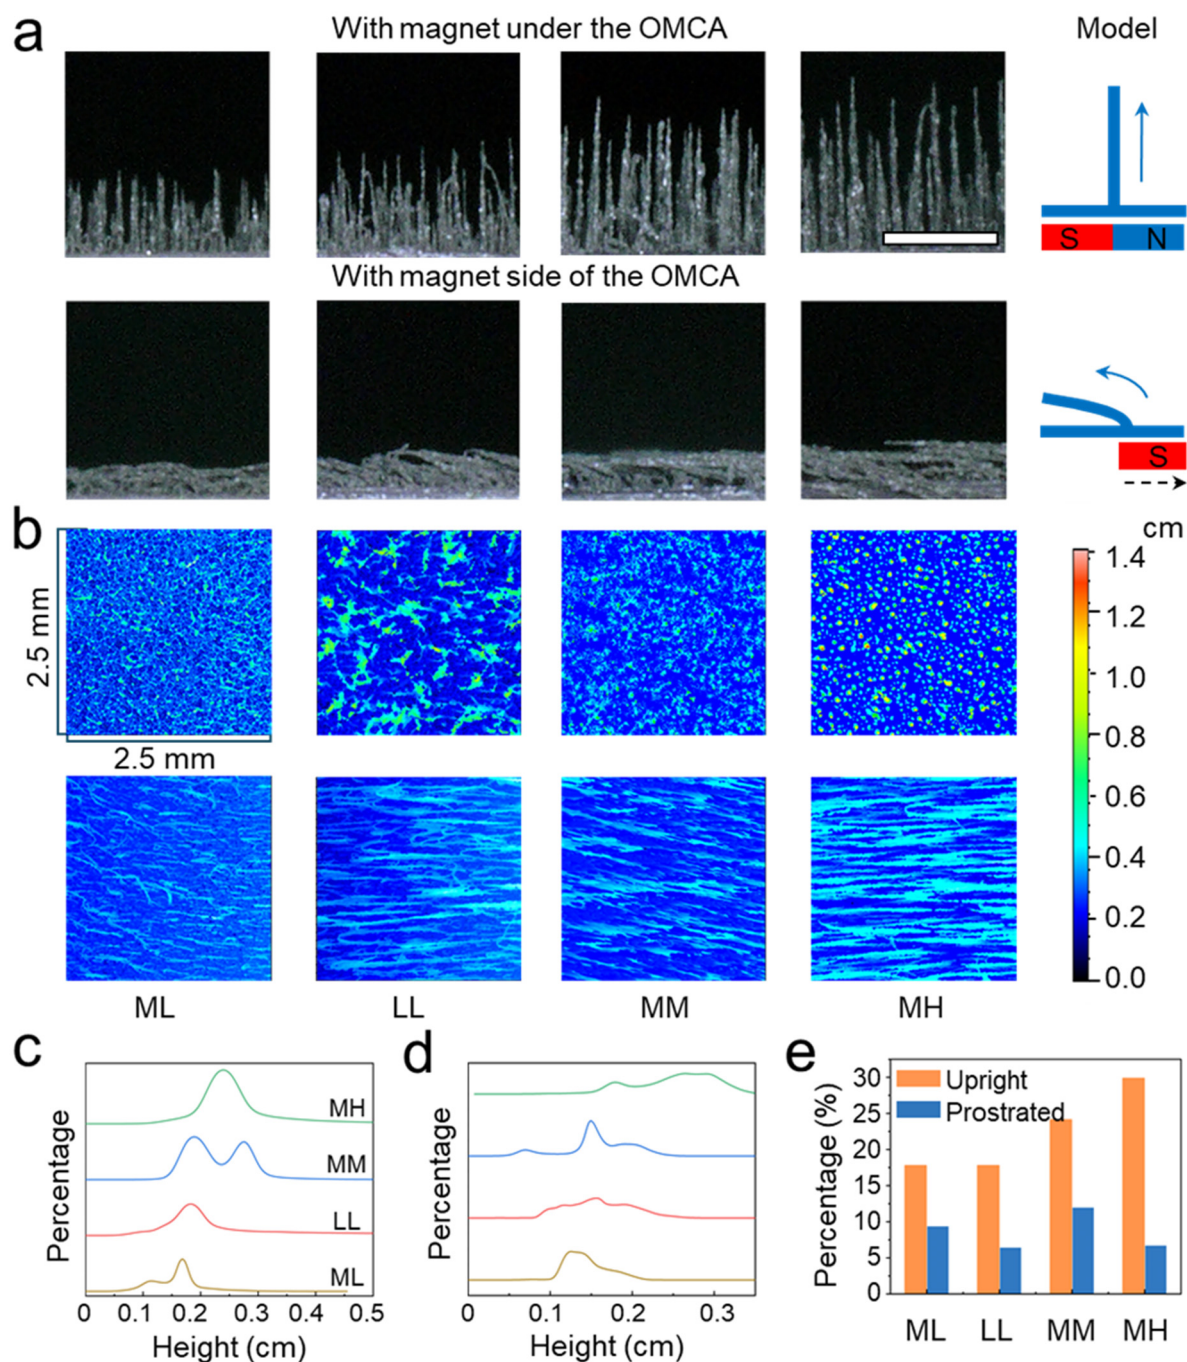 a
With magnet under the OMCA
Model
S N
With magnet side of the OMCA
S
b
cm
2.5 mm
2.5 mm
1.4
1.2
1.0
0.8
0.6
0.4
0.2
0.0
ML LL MM MH
c
Percentage
MH
MM
LL
ML
0 0.1 0.2 0.3 0.5
Height (cm)
d
Percentage
0 0.1 0.2 0.3
Height (cm)
e
Percentage (%)
30
25
20
15
10
5
0
Upright
Prostrated
ML LL MM MH